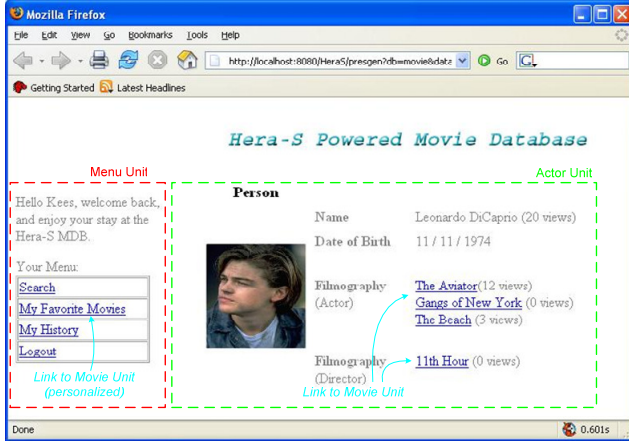 Mozilla Firefox
File Edit View Go Bookmarks Tools Help
http://localhost:8080/HeraS/presgen?db=movie&data Go G
Getting Started Latest Headlines
Hera-S Powered Movie Database
Menu Unit
Actor Unit
Hello Kees, welcome back,
and enjoy your stay at the
Hera-S MDB.
Your Menu:
Search
My Favorite Movies
My History
Logout
Link to Movie Unit
(personalized)
Person
Name Leonardo DiCaprio (20 views)
Date of Birth 11 / 11 / 1974
Filmography The Aviator(12 views)
(Actor) Gangs of New York (0 views)
The Beach (3 views)
Filmography 11th Hour (0 views)
(Director)
Link to Movie Unit
Done 0.601s